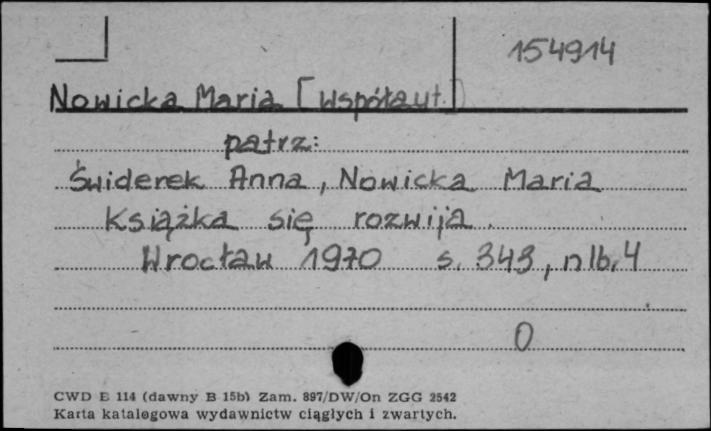 154914
Nowicka Maria [współaut.]
patrz:
Świderek Anna, Nowicka Maria
Książka się rozwija.
Wrocław 1970 s. 343, nlb. 4
0
CWD E 114 (dawny B 15b) Zam. 897/DW/On ZGG 2542
Karta katalogowa wydawnictw ciągłych i zwartych.